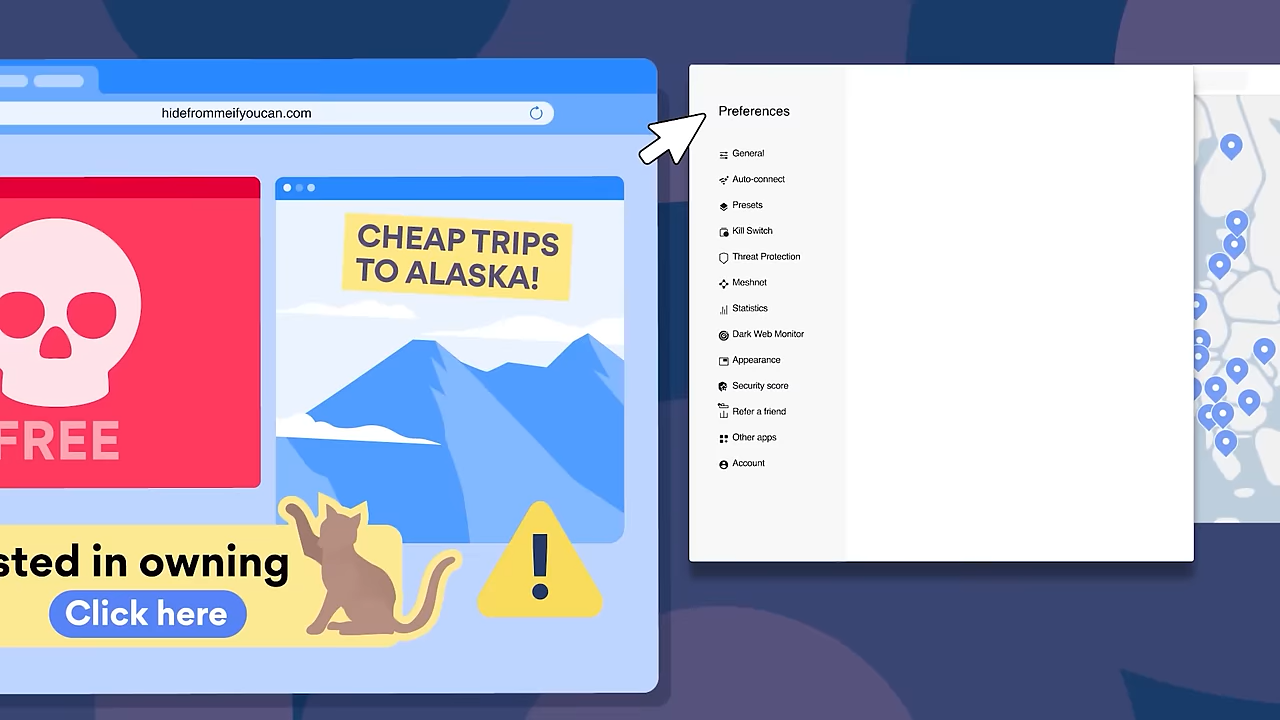 hidefrommeifyoucan.com
CHEAP TRIPS
TO ALASKA!
FREE
sted in owning
Click here
Preferences
General
Auto-connect
Presets
Kill Switch
Threat Protection
Meshnet
Statistics
Dark Web Monitor
Appearance
Security score
Refer a friend
Other apps
Account